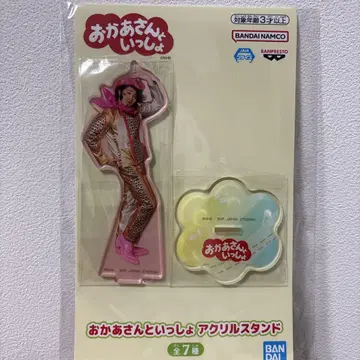 おかあさんといっしょ
対象年齢3才以上
BANDAI NAMCO
BANPRESTO
おかあさんといっしょ
おかあさんといっしょ アクリルスタンド
全7種
BANDAI